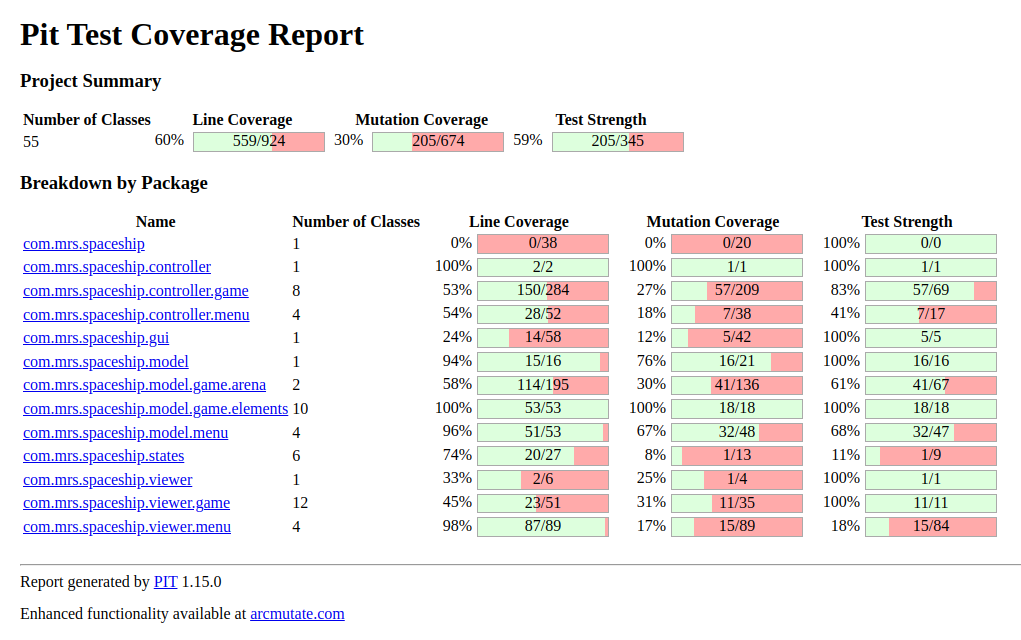 Pit Test Coverage Report
Project Summary
Number of Classes Line Coverage Mutation Coverage Test Strength
55 60% 559/924 30% 205/674 59% 205/345
Breakdown by Package
Name Number of Classes Line Coverage Mutation Coverage Test Strength
com.mrs.spaceship 1 0% 0/38 0% 0/20 100% 0/0
com.mrs.spaceship.controller 1 100% 2/2 100% 1/1 100% 1/1
com.mrs.spaceship.controller.game 8 53% 150/284 27% 57/209 83% 57/69
com.mrs.spaceship.controller.menu 4 54% 28/52 18% 7/38 41% 7/17
com.mrs.spaceship.gui 1 24% 14/58 12% 5/42 100% 5/5
com.mrs.spaceship.model 1 94% 15/16 76% 16/21 100% 16/16
com.mrs.spaceship.model.game.arena 2 58% 114/195 30% 41/136 61% 41/67
com.mrs.spaceship.model.game.elements 10 100% 53/53 100% 18/18 100% 18/18
com.mrs.spaceship.model.menu 4 96% 51/53 67% 32/48 68% 32/47
com.mrs.spaceship.states 6 74% 20/27 8% 1/13 11% 1/9
com.mrs.spaceship.viewer 1 33% 2/6 25% 1/4 100% 1/1
com.mrs.spaceship.viewer.game 12 45% 23/51 31% 11/35 100% 11/11
com.mrs.spaceship.viewer.menu 4 98% 87/89 17% 15/89 18% 15/84
Report generated by PIT 1.15.0
Enhanced functionality available at arcmutate.com